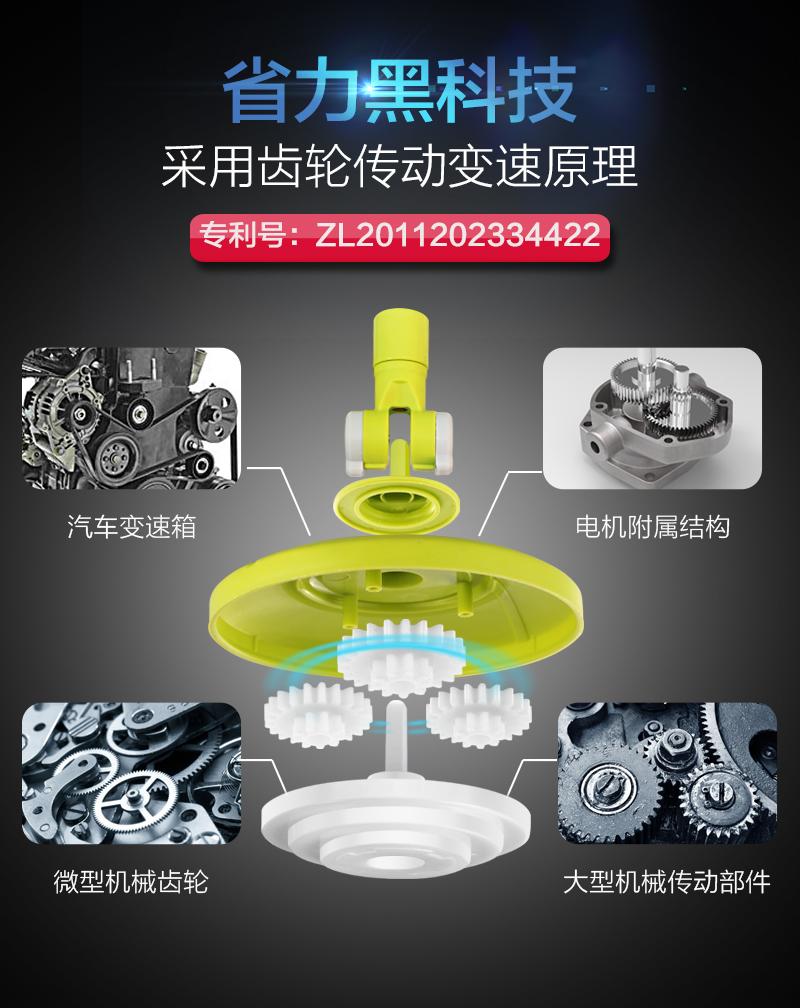 省力黑科技
采用齿轮传动变速原理
专利号：ZL2011202334422
汽车变速箱
电机附属结构
微型机械齿轮
大型机械传动部件